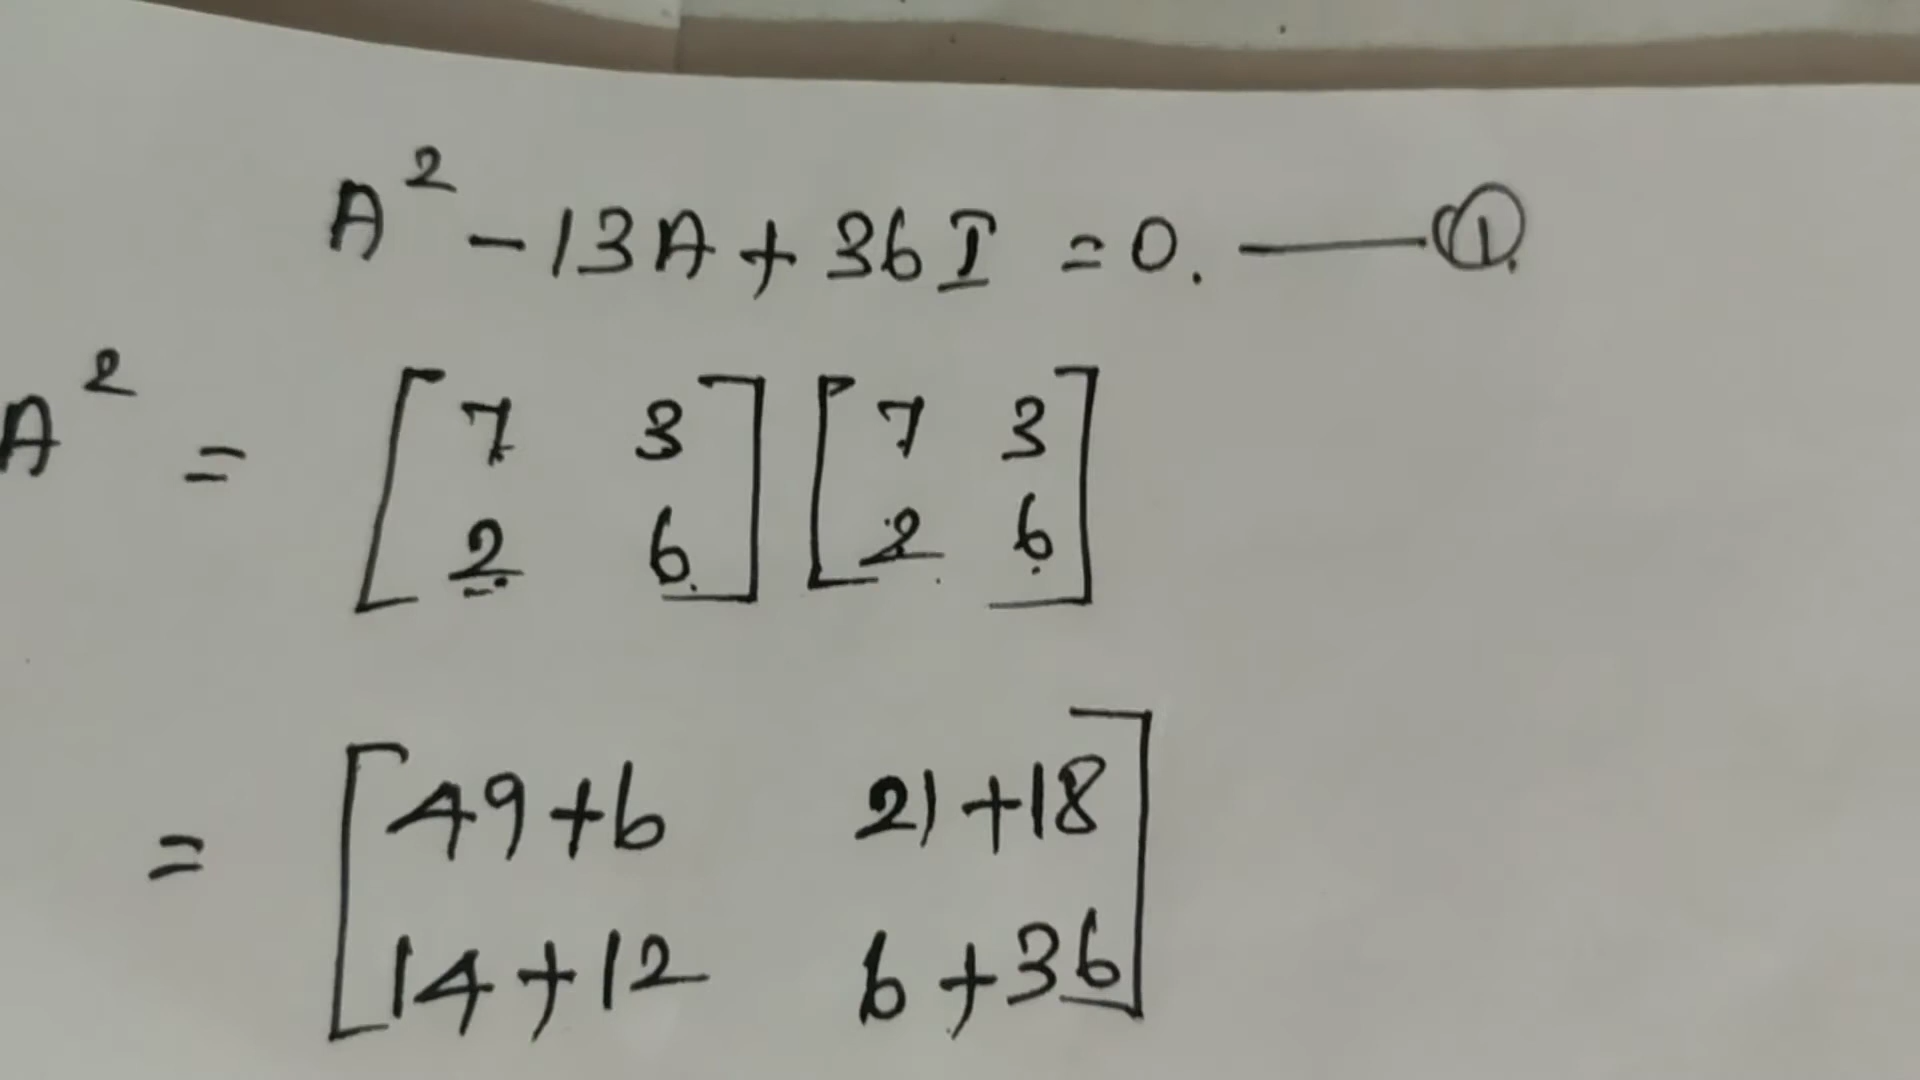 A² - 13A + 36 I = 0. —— ①.
A² = [ 7 3 ] [ 7 3 ]
[ 2 6 ] [ 2 6 ]
= [ 49+6 21+18 ]
[ 14+12 6+36 ]